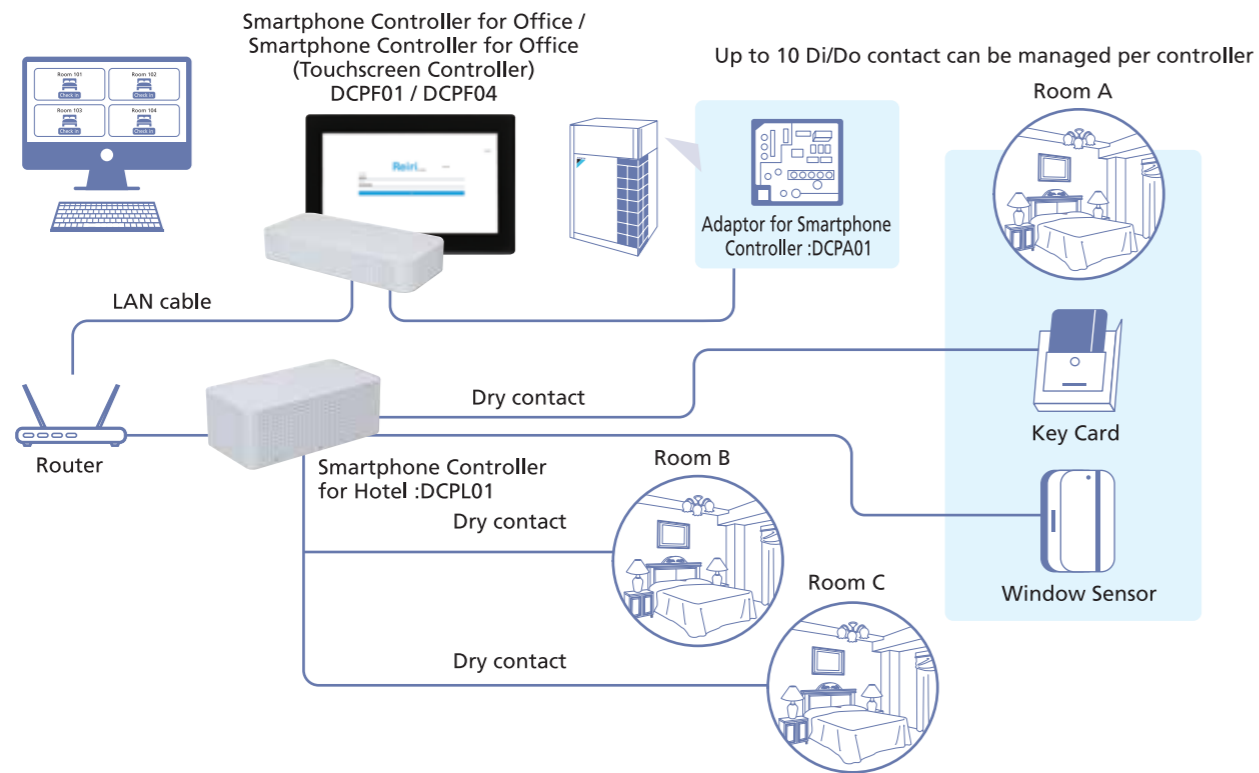 Smartphone Controller for Office /
Smartphone Controller for Office
(Touchscreen Controller)
DCPF01 / DCPF04
Up to 10 Di/Do contact can be managed per controller
Room A
Room 101
Check in
Room 102
Check in
Room 103
Check in
Room 104
Check in
Reiri
Adaptor for Smartphone
Controller :DCPA01
LAN cable
Dry contact
Key Card
Router
Smartphone Controller
for Hotel :DCPL01
Room B
Dry contact
Room C
Window Sensor
Dry contact